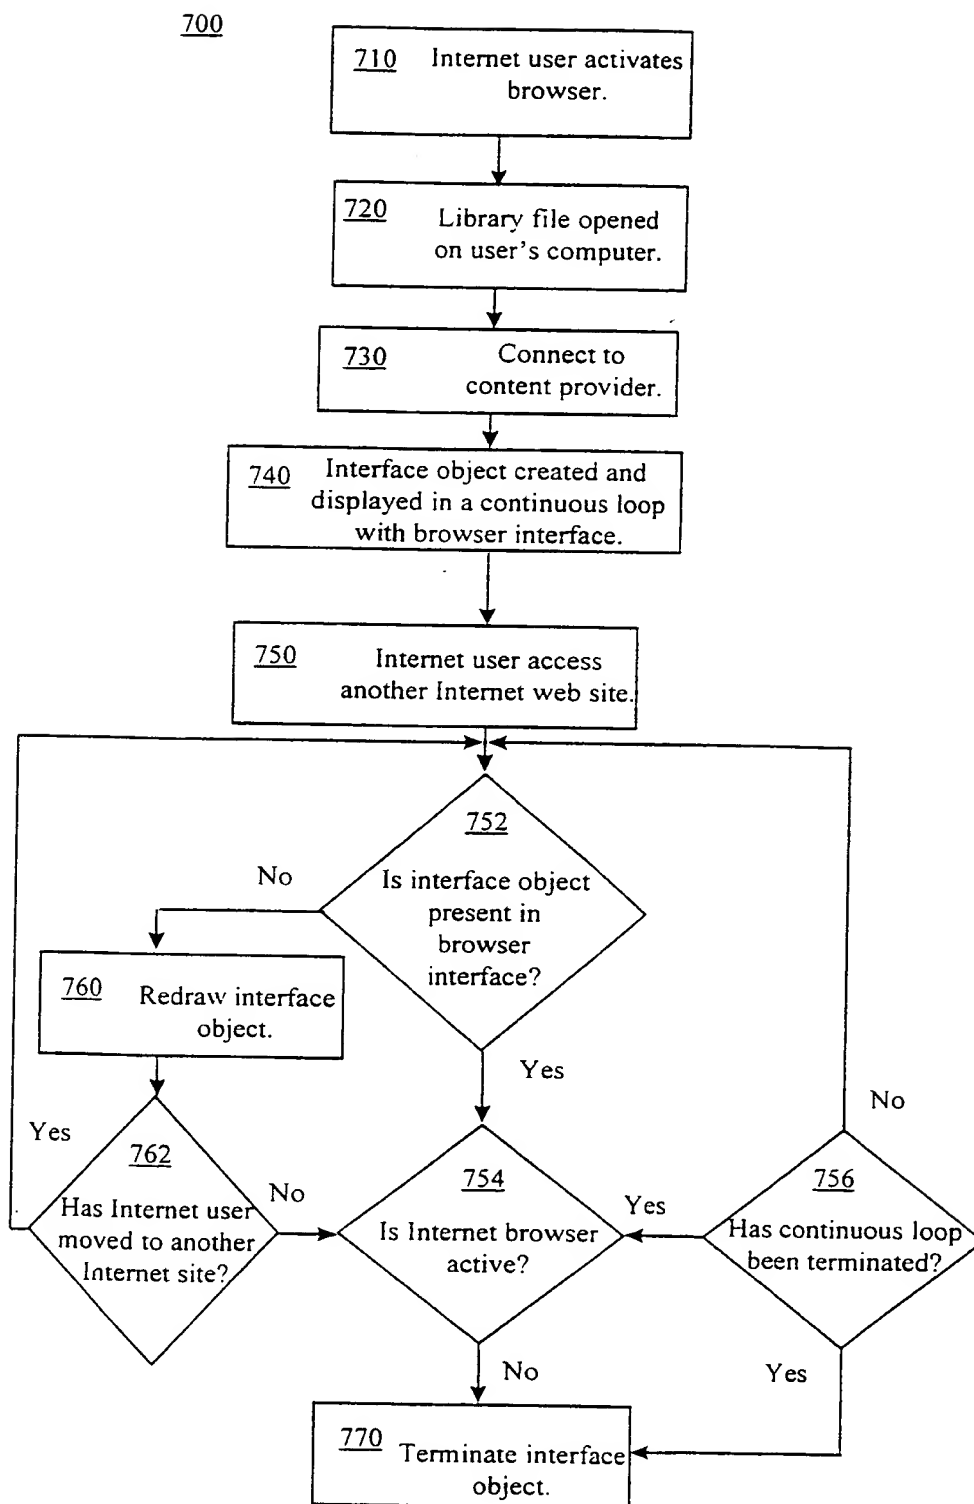 700
710 Internet user activates
browser.
720
Library file opened
on user's computer.
730 Connect to
content provider.
740 Interface object created and
displayed in a continuous loop
with browser interface.
750 Internet user access
another Internet web site.
752
Is interface object
present in
browser
interface?
No
Yes
760 Redraw interface
object.
762
Has Internet user
moved to another
Internet site?
Yes
No
754
Is Internet browser
active?
No
Yes
756
Has continuous loop
been terminated?
No
Yes
770 Terminate interface
object.